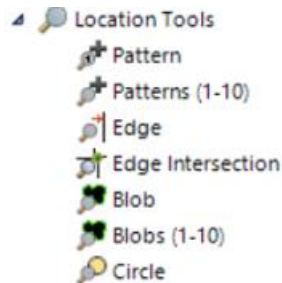 Location Tools
Pattern
Patterns (1-10)
Edge
Edge Intersection
Blob
Blobs (1-10)
Circle